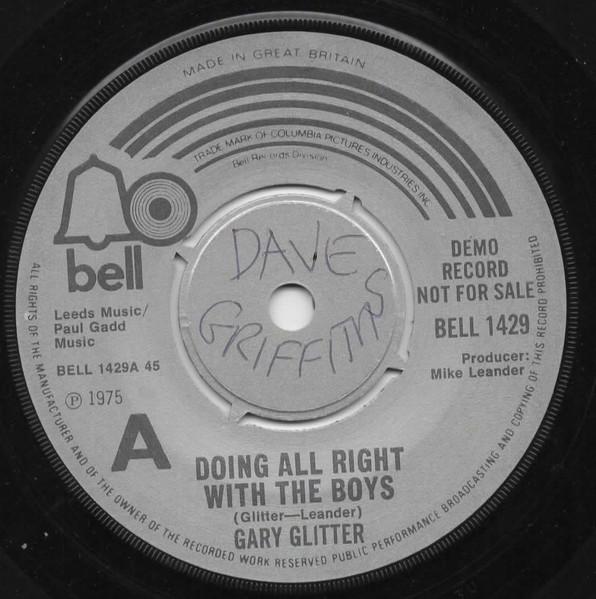 MADE IN GREAT BRITAIN
TRADE MARK OF COLUMBIA PICTURES INDUSTRIES INC.
Bell Records Division
bell
DEMO
RECORD
NOT FOR SALE
BELL 1429
Leeds Music/
Paul Gadd
Music
BELL 1429A 45
Ⓟ 1975
Producer:
Mike Leander
DAVE
GRIFFITHS
A
DOING ALL RIGHT
WITH THE BOYS
(Glitter—Leander)
GARY GLITTER
ALL RIGHTS OF THE MANUFACTURER AND OF THE OWNER OF THE RECORDED WORK RESERVED PUBLIC PERFORMANCE BROADCASTING AND COPYING OF THIS RECORD PROHIBITED